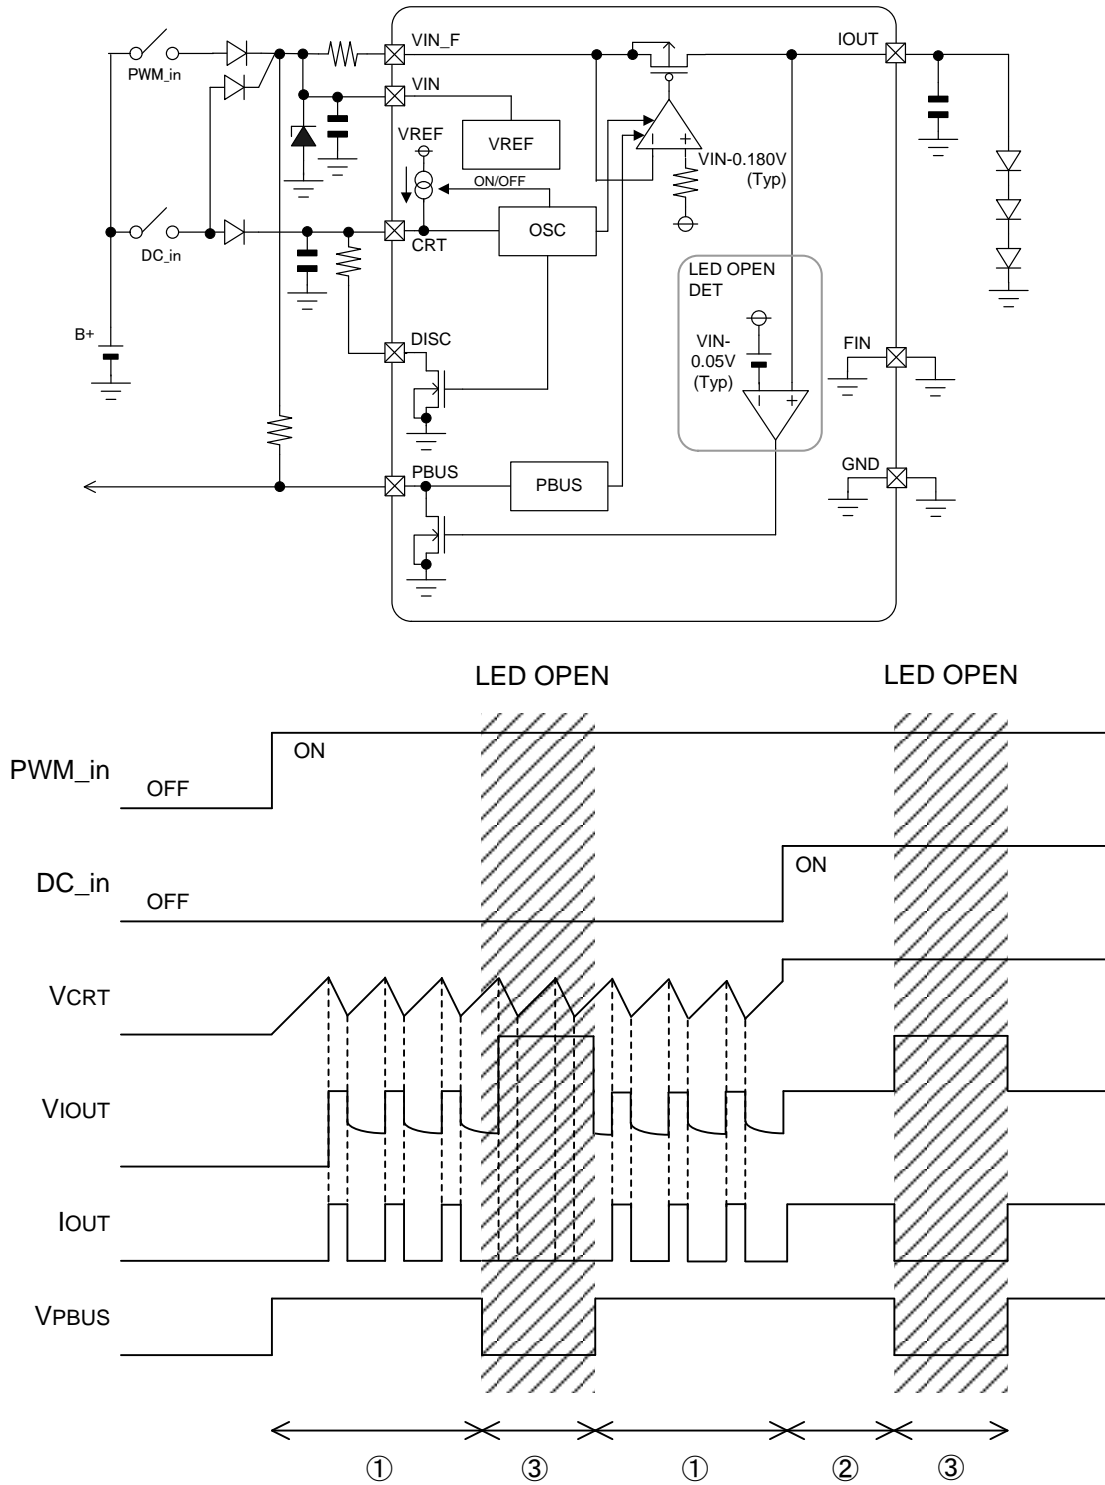 VIN_F
IOUT
PWM_in
VIN
VREF
VREF
VIN-0.180V
(Typ)
ON/OFF
CRT
OSC
DC_in
LED OPEN
DET
B+
DISC
VIN-
0.05V
(Typ)
FIN
PBUS
PBUS
GND
LED OPEN
LED OPEN
PWM_in
OFF
ON
DC_in
OFF
ON
VCRT
VIOUT
IOUT
VPBUS
① ③ ① ② ③